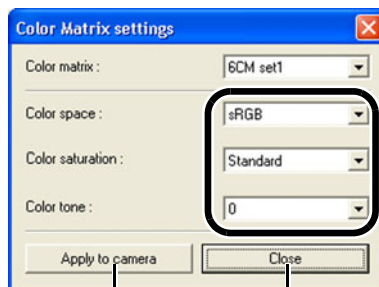 Color Matrix settings
Color matrix : 6CM set1
Color space : sRGB
Color saturation : Standard
Color tone : 0
Apply to camera Close